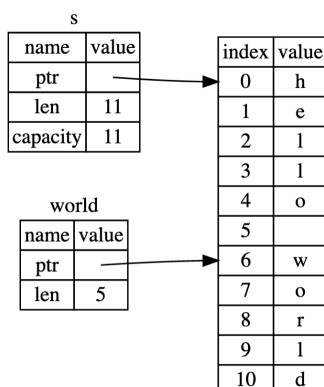 s
name value
ptr
len 11
capacity 11
world
name value
ptr
len 5
index value
0 h
1 e
2 l
3 l
4 o
5
6 w
7 o
8 r
9 l
10 d